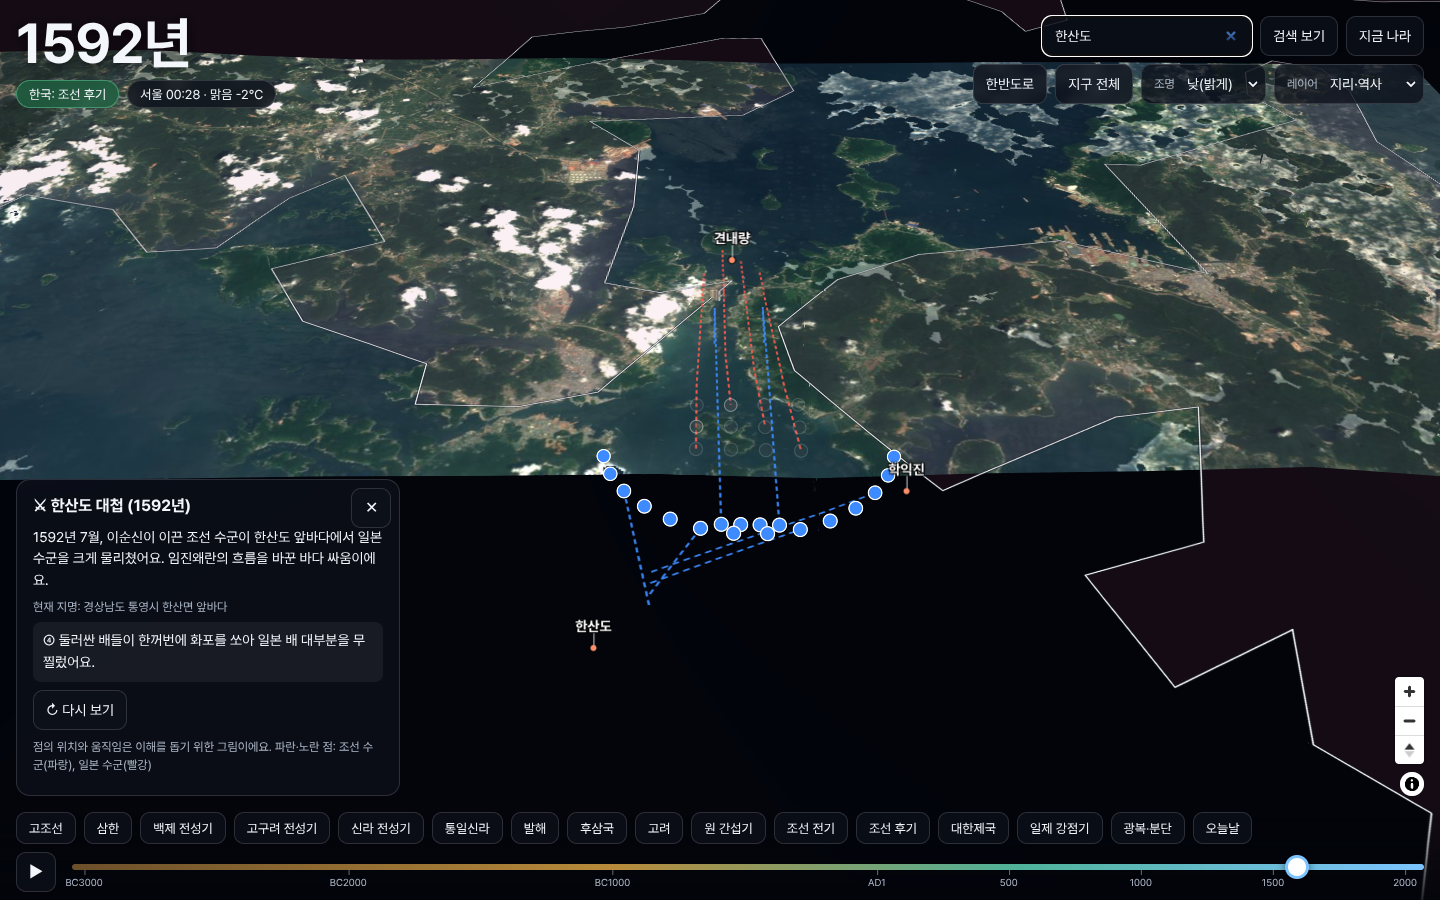 1592년
한국: 조선 후기
서울 00:28 · 맑음 -2°C
한산도
검색 보기
지금 나라
한반도로
지구 전체
조명 낮(밝게)
레이어 지리·역사
견내량
학익진
한산도
⚔ 한산도 대첩 (1592년)
1592년 7월, 이순신이 이끈 조선 수군이 한산도 앞바다에서 일본
수군을 크게 물리쳤어요. 임진왜란의 흐름을 바꾼 바다 싸움이에
요.
현재 지명: 경상남도 통영시 한산면 앞바다
④ 둘러싼 배들이 한꺼번에 화포를 쏘아 일본 배 대부분을 무
찔렀어요.
↻ 다시 보기
점의 위치와 움직임은 이해를 돕기 위한 그림이에요. 파란·노란 점: 조선 수
군(파랑), 일본 수군(빨강)
고조선
삼한
백제 전성기
고구려 전성기
신라 전성기
통일신라
발해
후삼국
고려
원 간섭기
조선 전기
조선 후기
대한제국
일제 강점기
광복·분단
오늘날
BC3000
BC2000
BC1000
AD1
500
1000
1500
2000